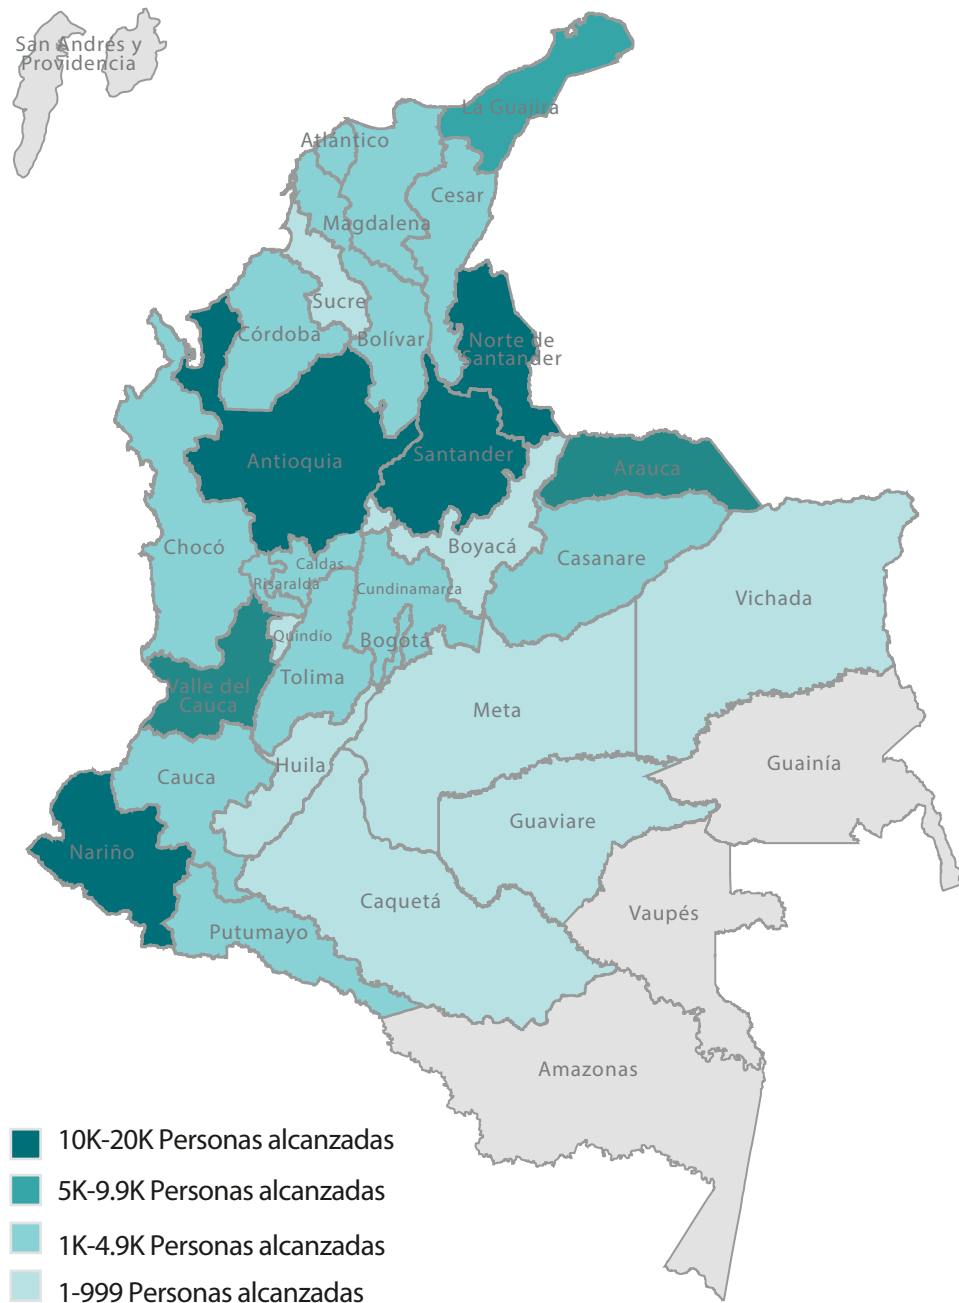 San Andrés y
Providencia
La Guajira
Atlántico
Cesar
Magdalena
Sucre
Córdoba
Bolívar
Norte de
Santander
Antioquia
Santander
Arauca
Chocó
Boyacá
Casanare
Caldas
Risaralda
Cundinamarca
Vichada
Quindío
Bogotá
Tolima
Valle del
Cauca
Meta
Huila
Guainía
Cauca
Guaviare
Nariño
Caquetá
Vaupés
Putumayo
Amazonas
10K-20K Personas alcanzadas
5K-9.9K Personas alcanzadas
1K-4.9K Personas alcanzadas
1-999 Personas alcanzadas